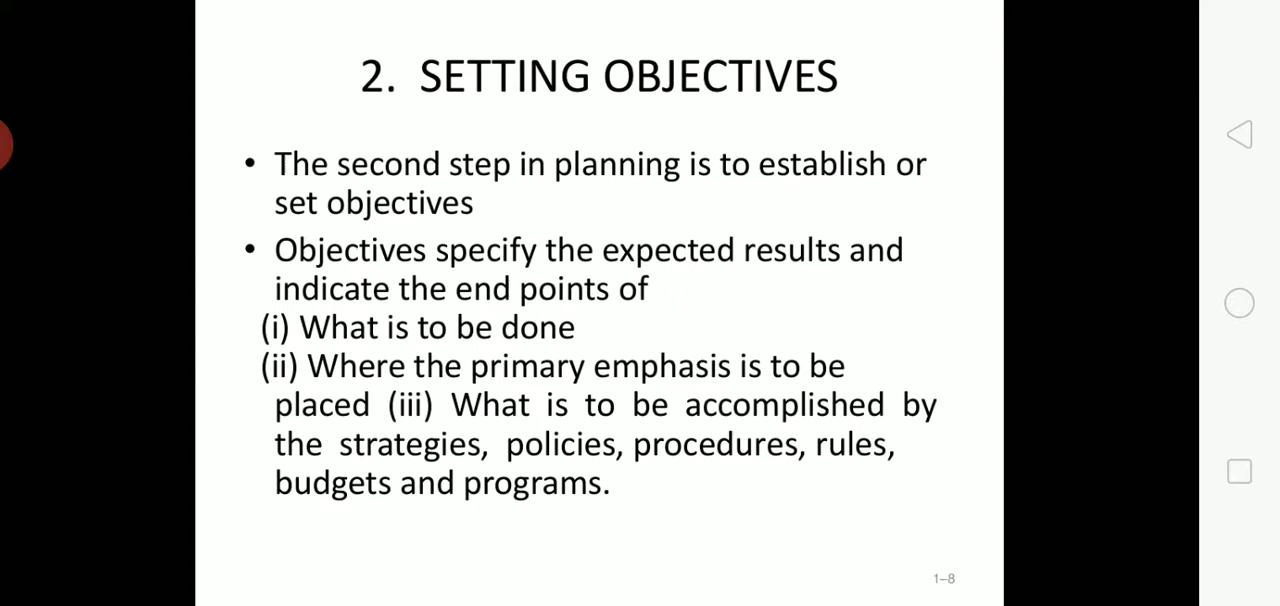 2. SETTING OBJECTIVES
• The second step in planning is to establish or
set objectives
• Objectives specify the expected results and
indicate the end points of
(i) What is to be done
(ii) Where the primary emphasis is to be
placed (iii) What is to be accomplished by
the strategies, policies, procedures, rules,
budgets and programs.
1–8